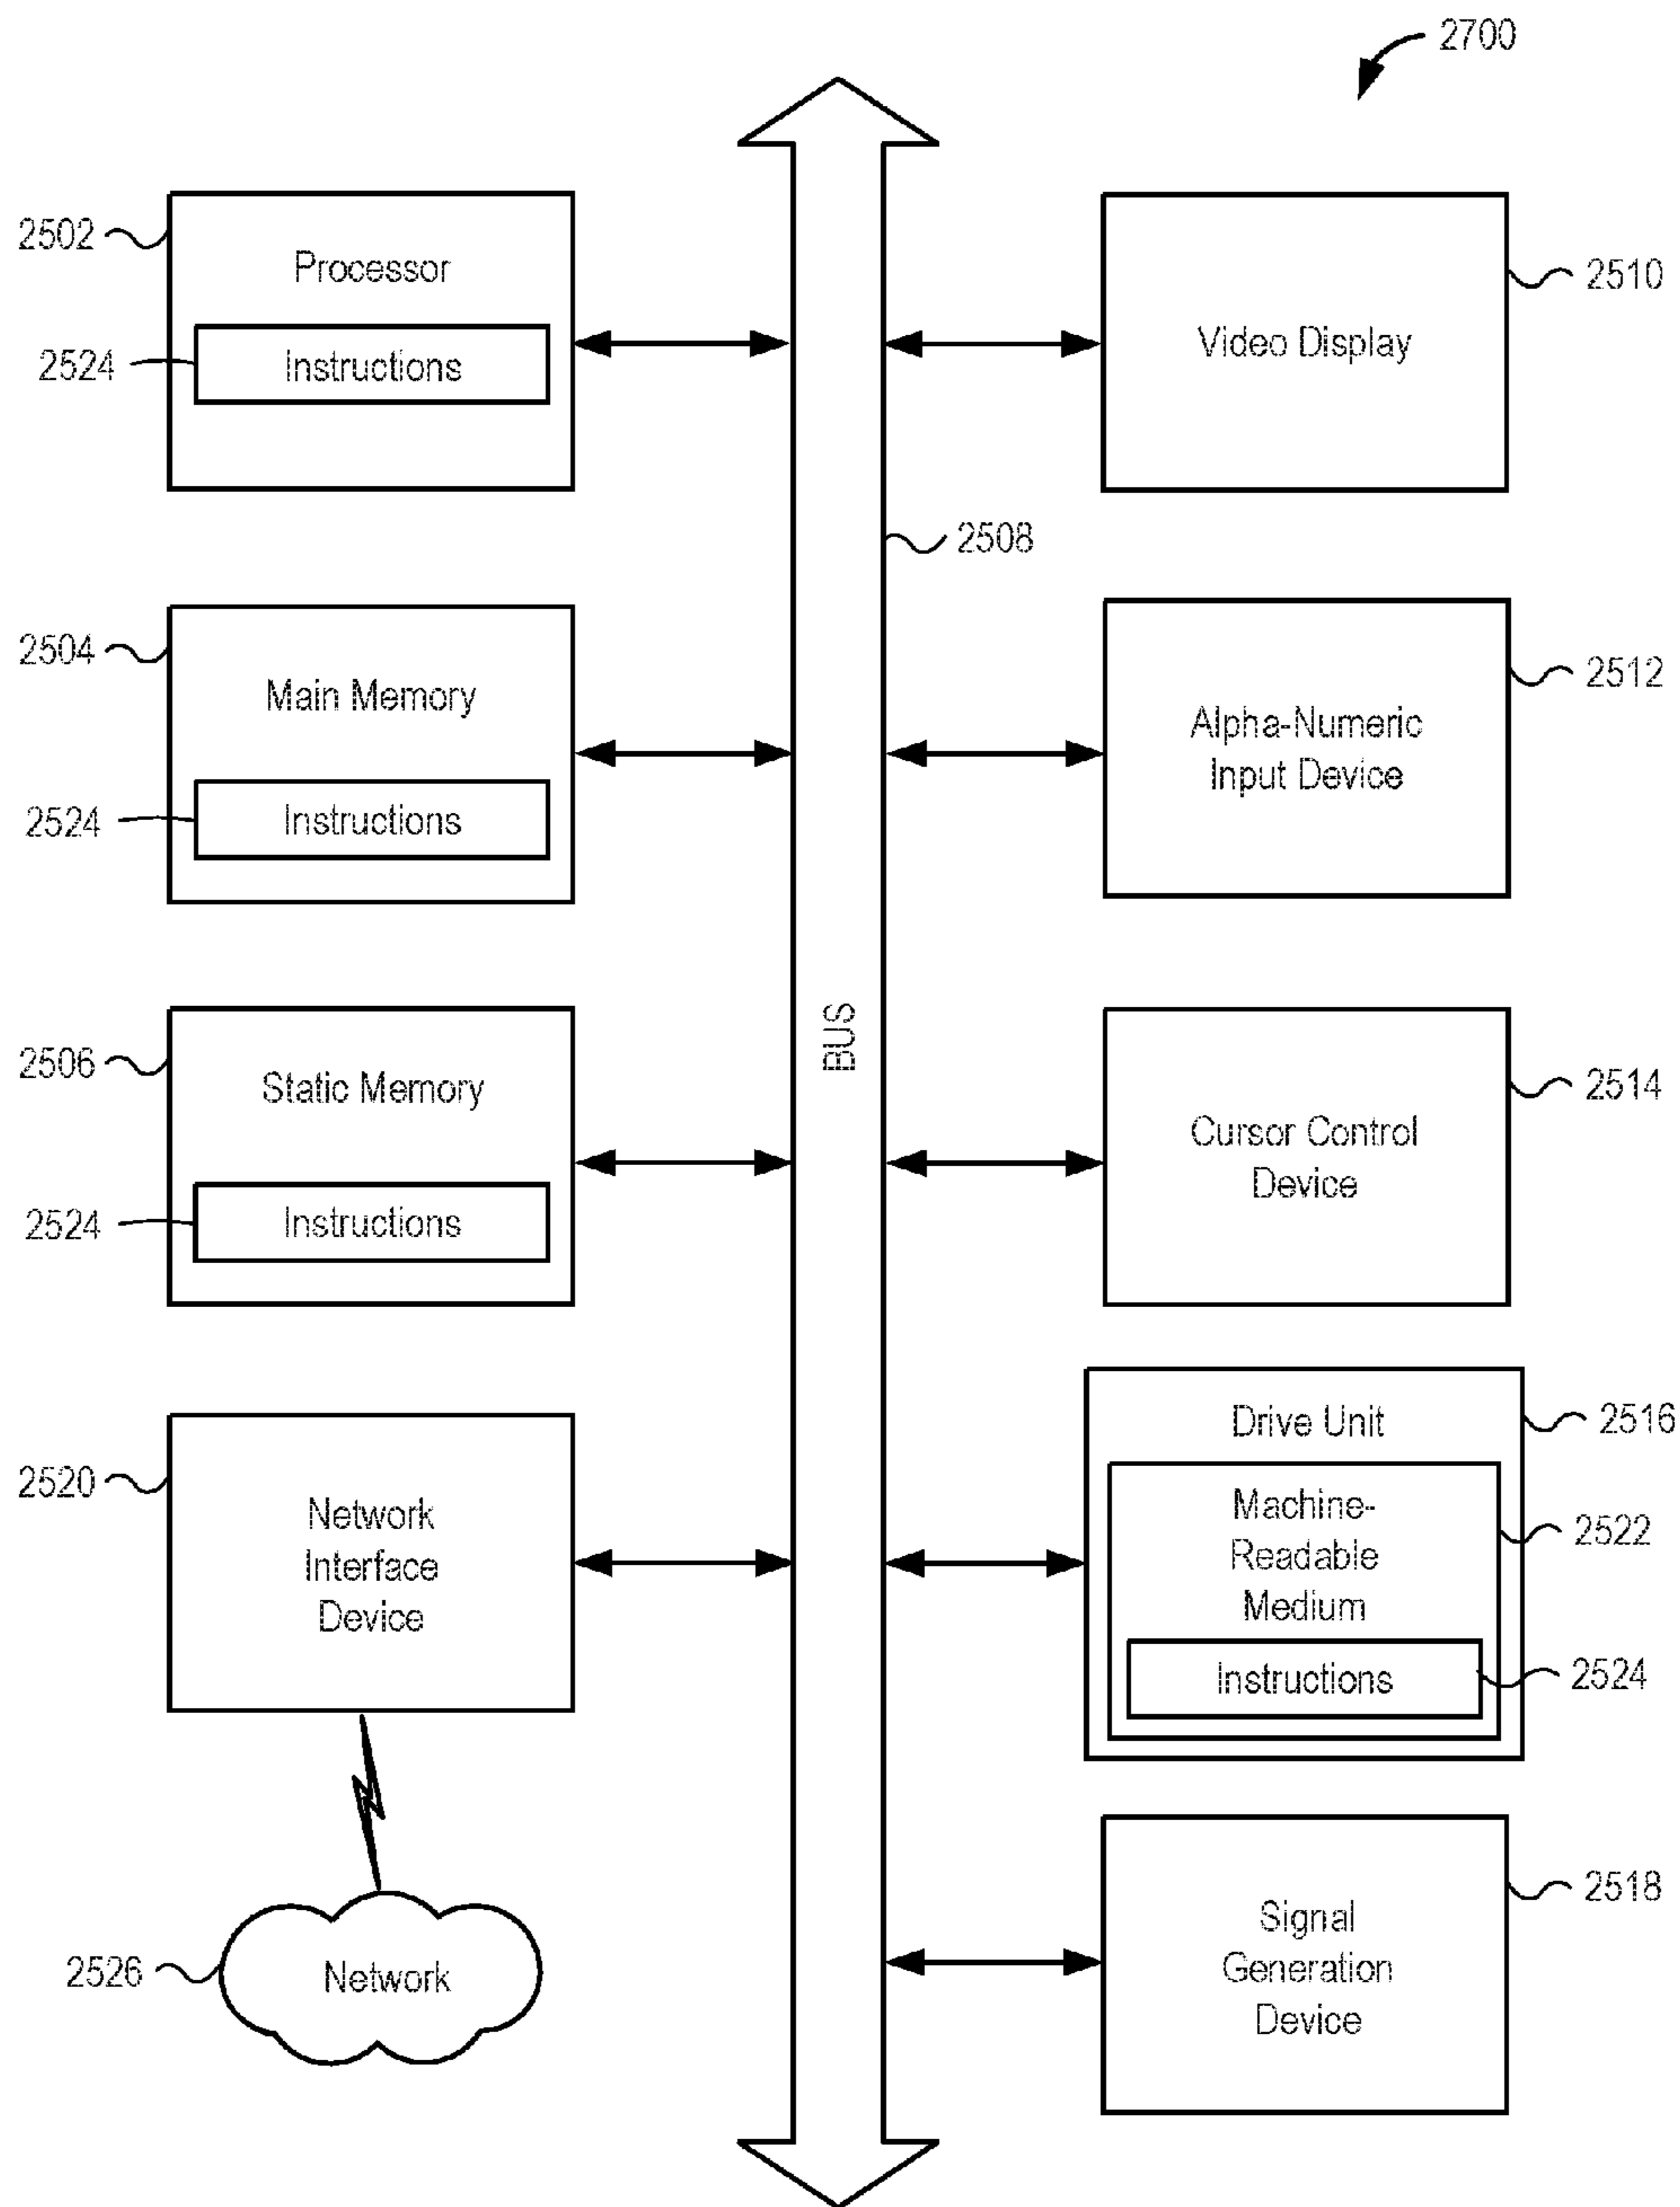 2700
2502
Processor
2524
Instructions
2510
Video Display
2508
2504
Main Memory
2524
Instructions
2512
Alpha-Numeric
Input Device
BUS
2506
Static Memory
2524
Instructions
2514
Cursor Control
Device
2520
Network
Interface
Device
2516
Drive Unit
2522
Machine-
Readable
Medium
Instructions
2524
2526
Network
2518
Signal
Generation
Device